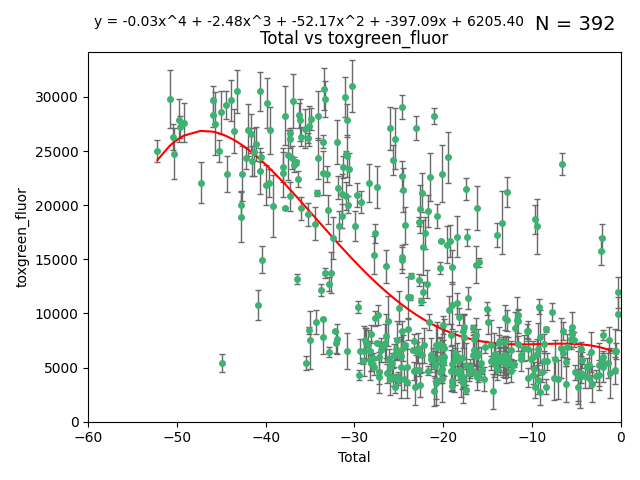 y = -0.03x^4 + -2.48x^3 + -52.17x^2 + -397.09x + 6205.40
N = 392
Total vs toxgreen_fluor
toxgreen_fluor
30000
25000
20000
15000
10000
5000
0
−60
−50
−40
−30
−20
−10
0
Total